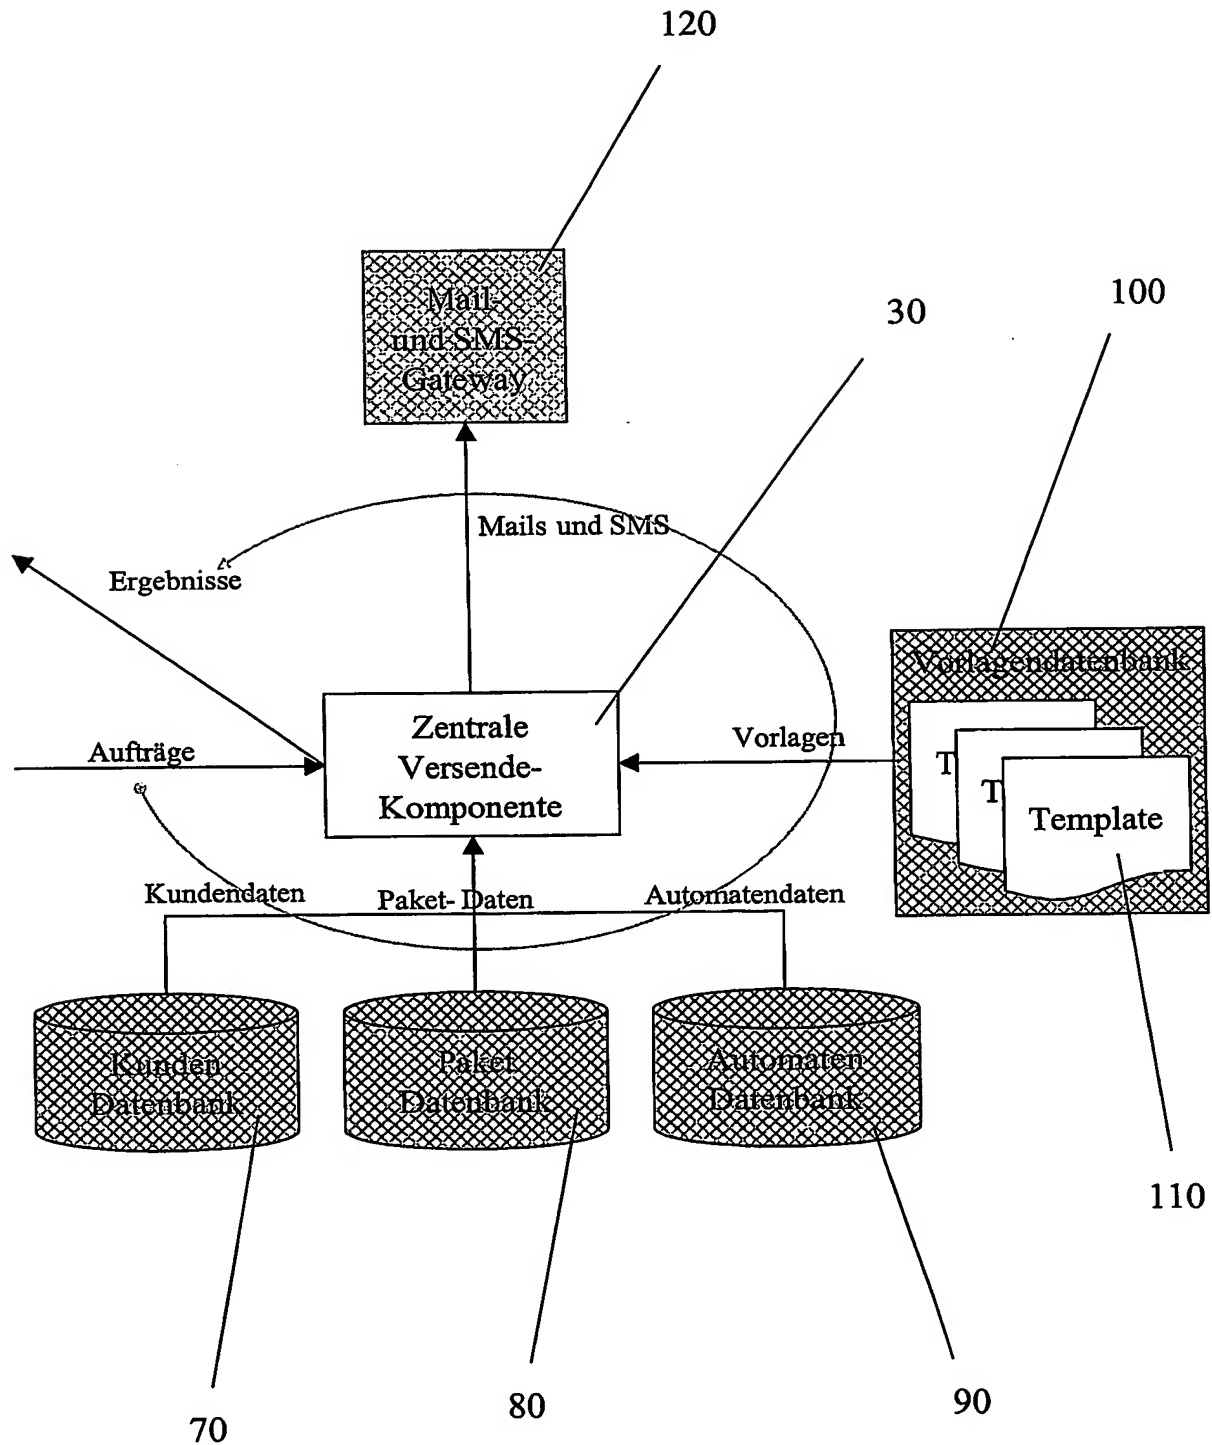 120
Mail-
und SMS-
Gateway
30
100
Mails und SMS
Ergebnisse
Vorlagendatenbank
Zentrale
Versende-
Komponente
Aufträge
Vorlagen
T
T
Template
Kundendaten
Paket- Daten
Automatendaten
Kunden
Datenbank
Paket
Datenbank
Automaten
Datenbank
110
70
80
90